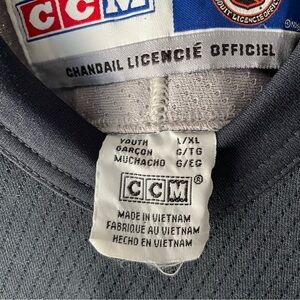 CCM
CHANDAIL LICENCIÉ OFFICIEL
YOUTH L/XL
GARÇON G/TG
MUCHACHO G/EG
CCM®
MADE IN VIETNAM
FABRIQUÉ AU VIETNAM
HECHO EN VIETNAM